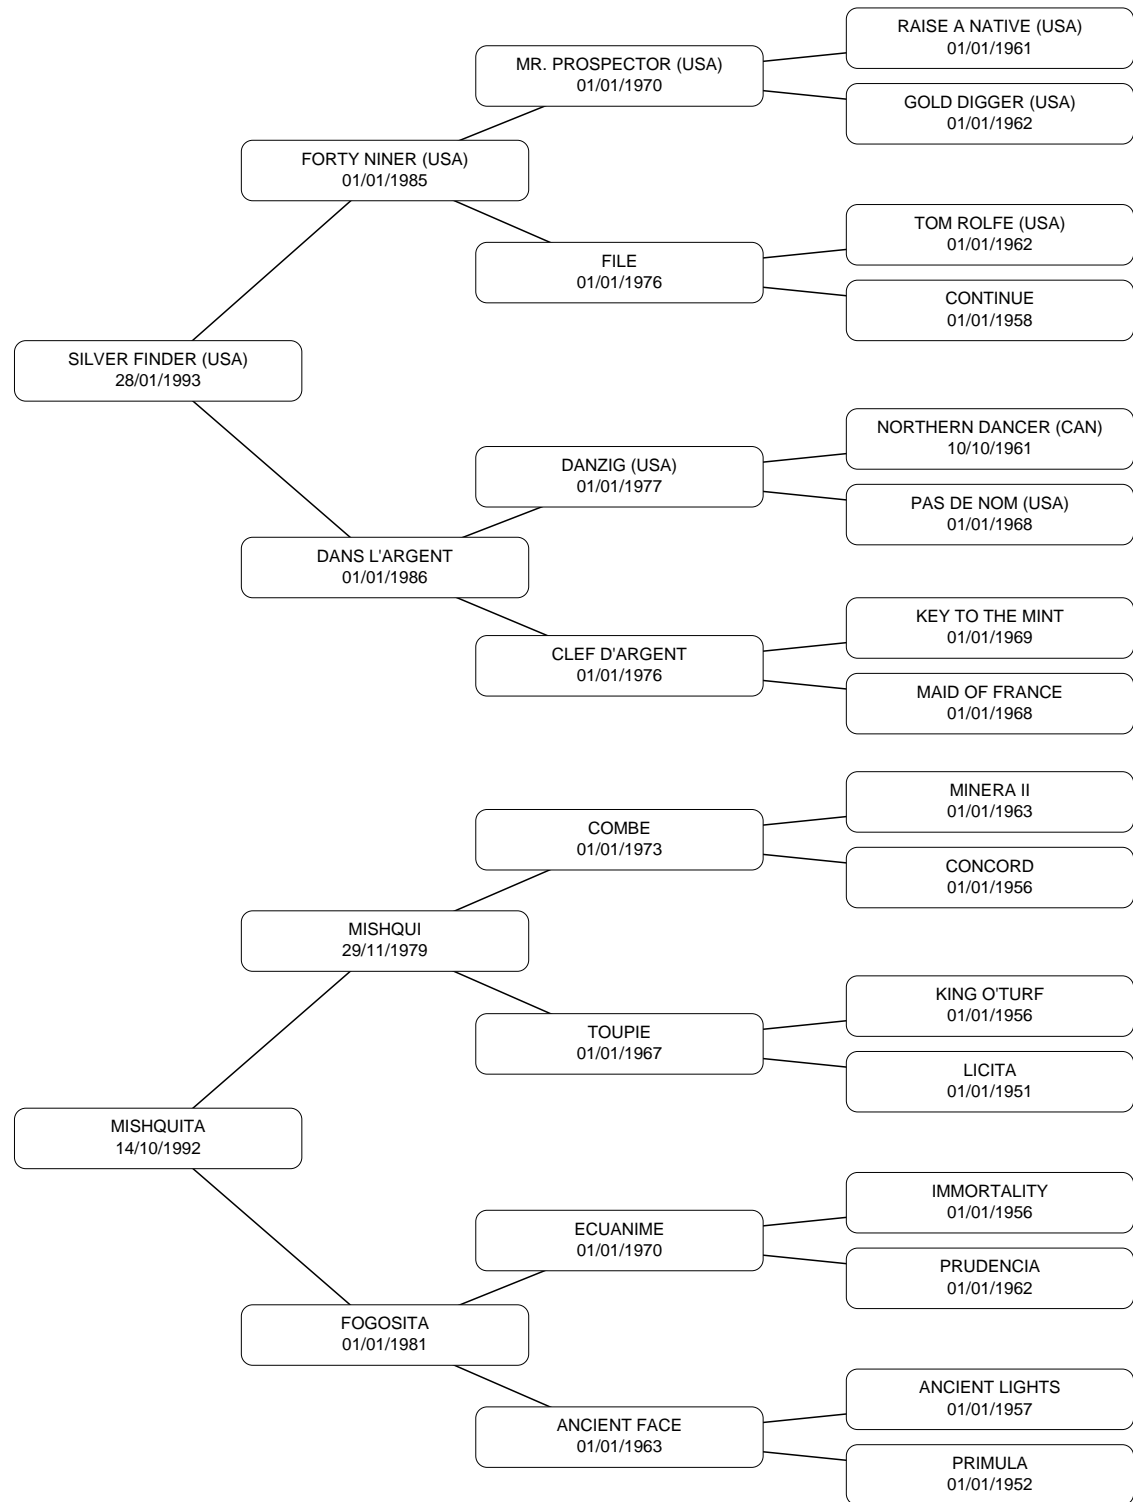 RAISE A NATIVE (USA)
01/01/1961
MR. PROSPECTOR (USA)
01/01/1970
GOLD DIGGER (USA)
01/01/1962
FORTY NINER (USA)
01/01/1985
TOM ROLFE (USA)
01/01/1962
FILE
01/01/1976
CONTINUE
01/01/1958
SILVER FINDER (USA)
28/01/1993
NORTHERN DANCER (CAN)
10/10/1961
DANZIG (USA)
01/01/1977
PAS DE NOM (USA)
01/01/1968
DANS L'ARGENT
01/01/1986
KEY TO THE MINT
01/01/1969
CLEF D'ARGENT
01/01/1976
MAID OF FRANCE
01/01/1968
MINERA II
01/01/1963
COMBE
01/01/1973
CONCORD
01/01/1956
MISHQUI
29/11/1979
KING O'TURF
01/01/1956
TOUPIE
01/01/1967
LICITA
01/01/1951
MISHQUITA
14/10/1992
IMMORTALITY
01/01/1956
ECUANIME
01/01/1970
PRUDENCIA
01/01/1962
FOGOSITA
01/01/1981
ANCIENT LIGHTS
01/01/1957
ANCIENT FACE
01/01/1963
PRIMULA
01/01/1952